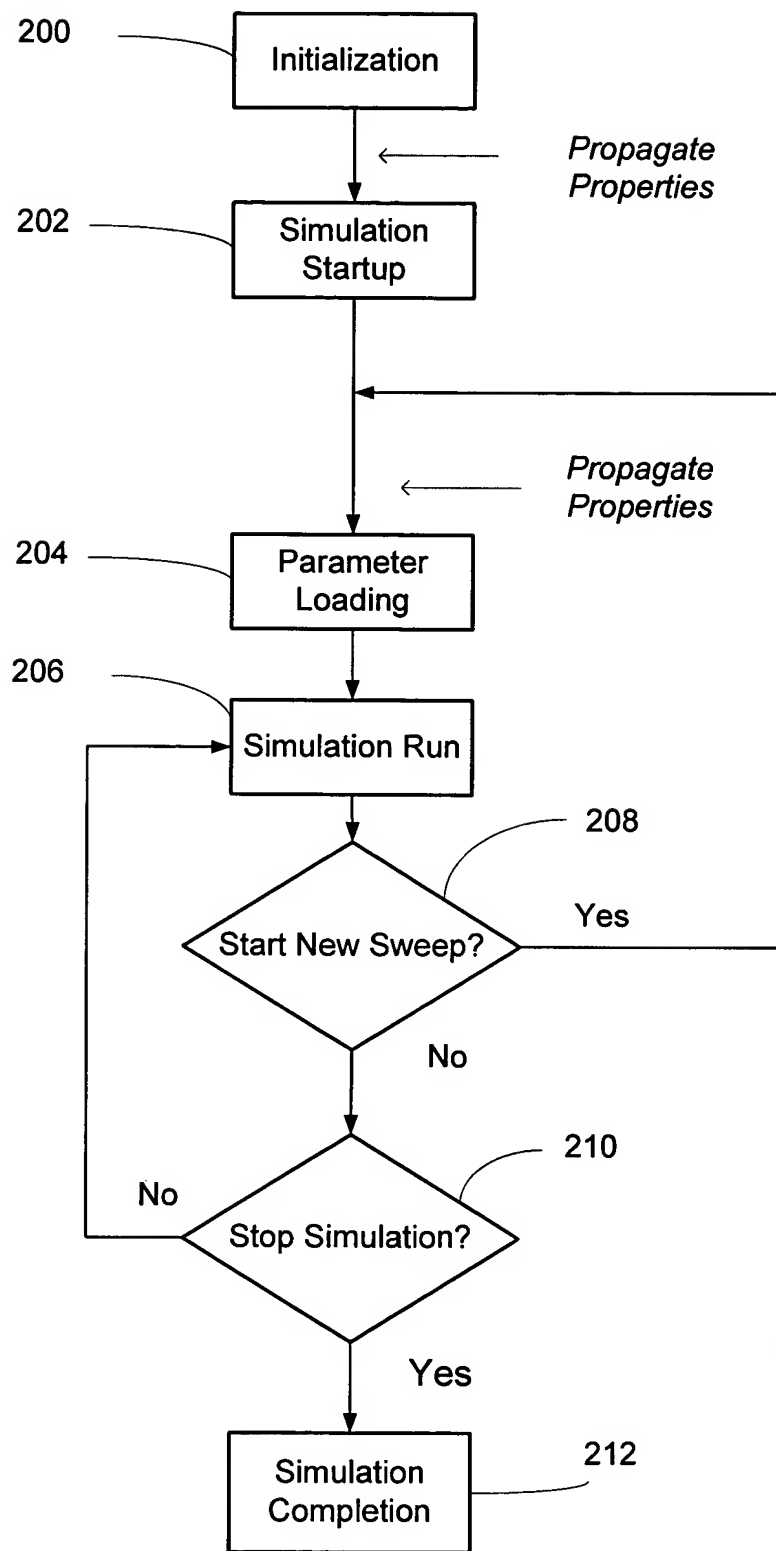 200
Initialization
Propagate
Properties
202
Simulation
Startup
Propagate
Properties
204
Parameter
Loading
206
Simulation Run
208
Start New Sweep?
Yes
No
210
No
Stop Simulation?
Yes
Simulation
Completion
212